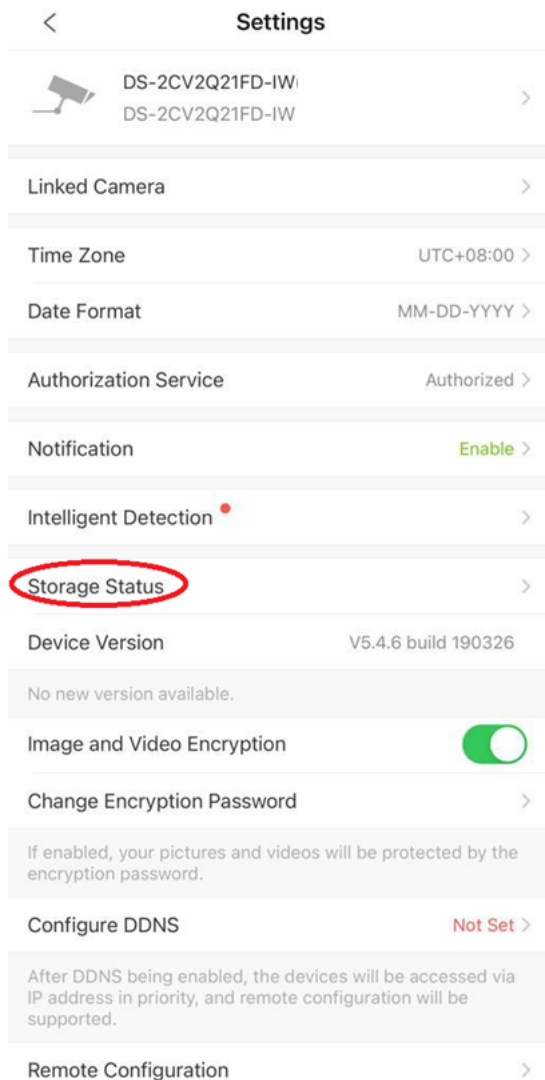 Settings
DS-2CV2Q21FD-IW(
DS-2CV2Q21FD-IW
Linked Camera
Time Zone UTC+08:00
Date Format MM-DD-YYYY
Authorization Service Authorized
Notification Enable
Intelligent Detection
Storage Status
Device Version V5.4.6 build 190326
No new version available.
Image and Video Encryption
Change Encryption Password
If enabled, your pictures and videos will be protected by the
encryption password.
Configure DDNS Not Set
After DDNS being enabled, the devices will be accessed via
IP address in priority, and remote configuration will be
supported.
Remote Configuration